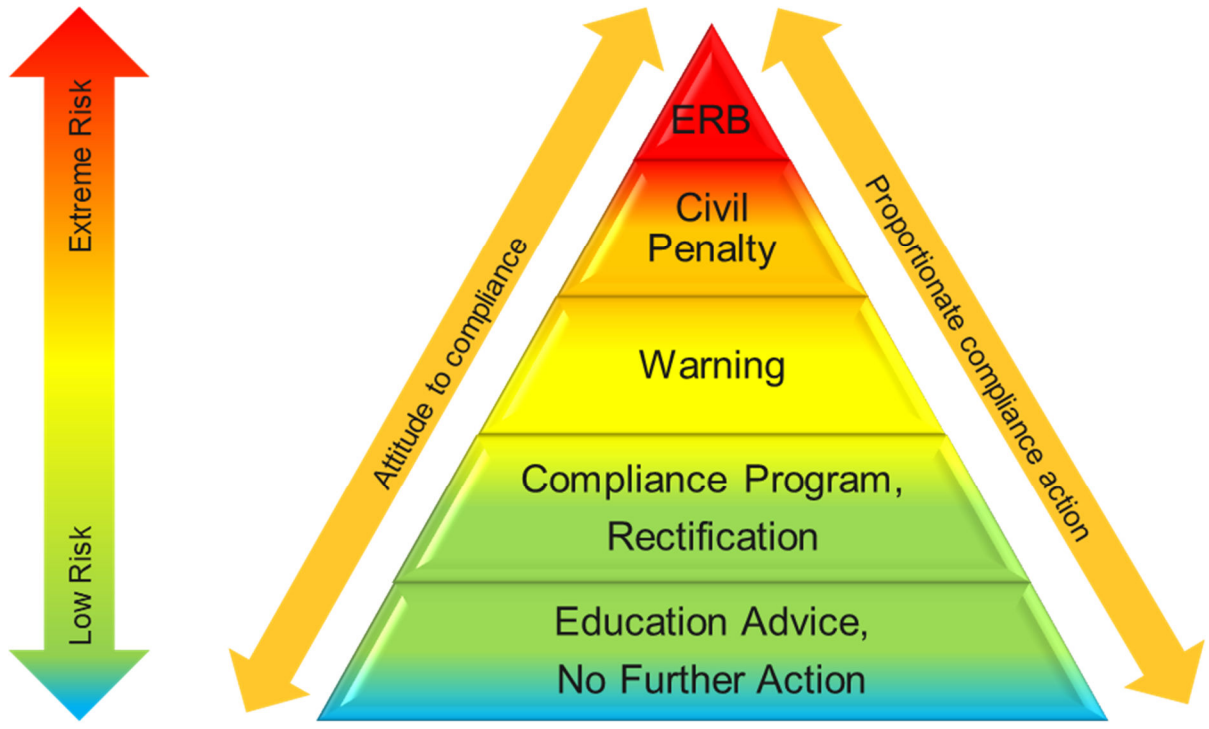 Extreme Risk
Low Risk
Attitude to compliance
ERB
Civil
Penalty
Warning
Compliance Program,
Rectification
Education Advice,
No Further Action
Proportionate compliance action